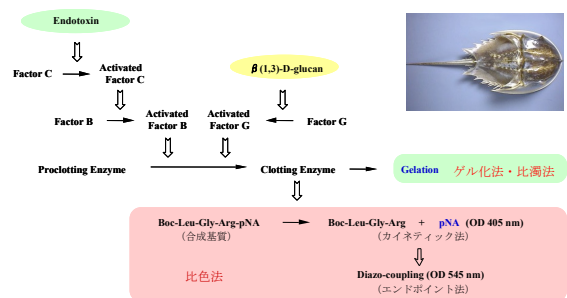 Endotoxin
Factor C
Activated
Factor C
β(1,3)-D-glucan
Factor B
Activated
Factor B
Activated
Factor G
Factor G
Proclotting Enzyme
Clotting Enzyme
Gelation ゲル化法・比濁法
Boc-Leu-Gly-Arg-pNA
(合成基質)
Boc-Leu-Gly-Arg + pNA (OD 405 nm)
(カイネティック法)
比色法
Diazo-coupling (OD 545 nm)
(エンドポイント法)